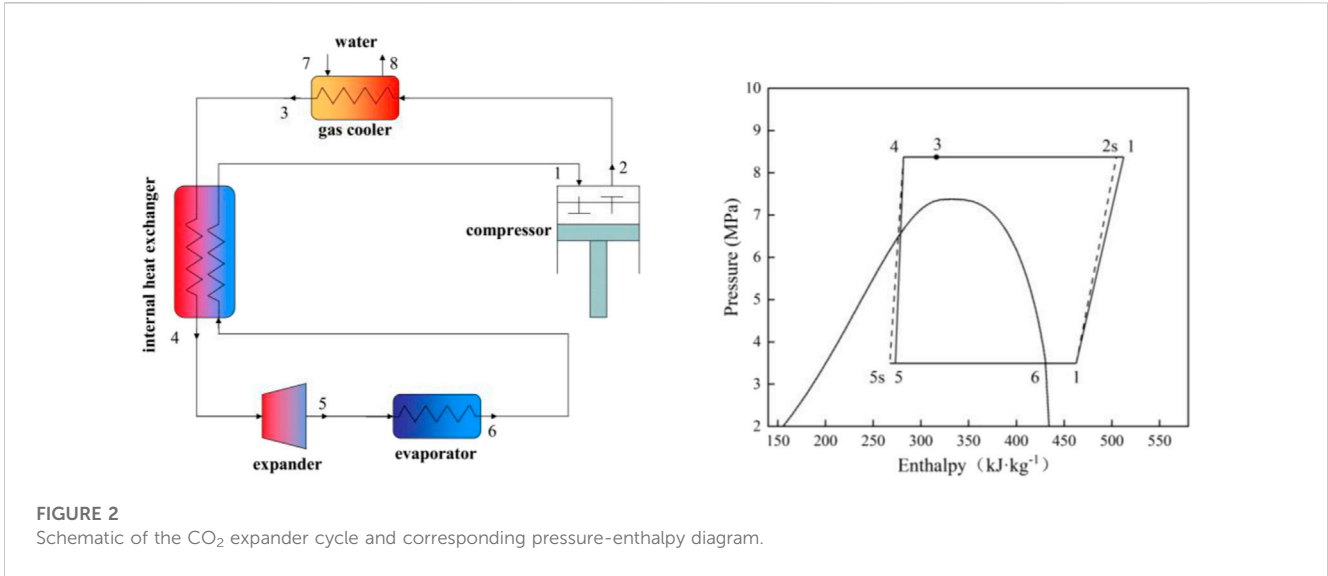 water
7
8
3
gas cooler
1
2
compressor
internal heat exchanger
4
5
6
expander
evaporator
10
9
8
7
6
5
4
3
2
Pressure (MPa)
4
3
2s 1
5s 5
6
1
150 200 250 300 350 400 450 500 550
Enthalpy (kJ·kg⁻¹)
FIGURE 2
Schematic of the CO₂ expander cycle and corresponding pressure-enthalpy diagram.